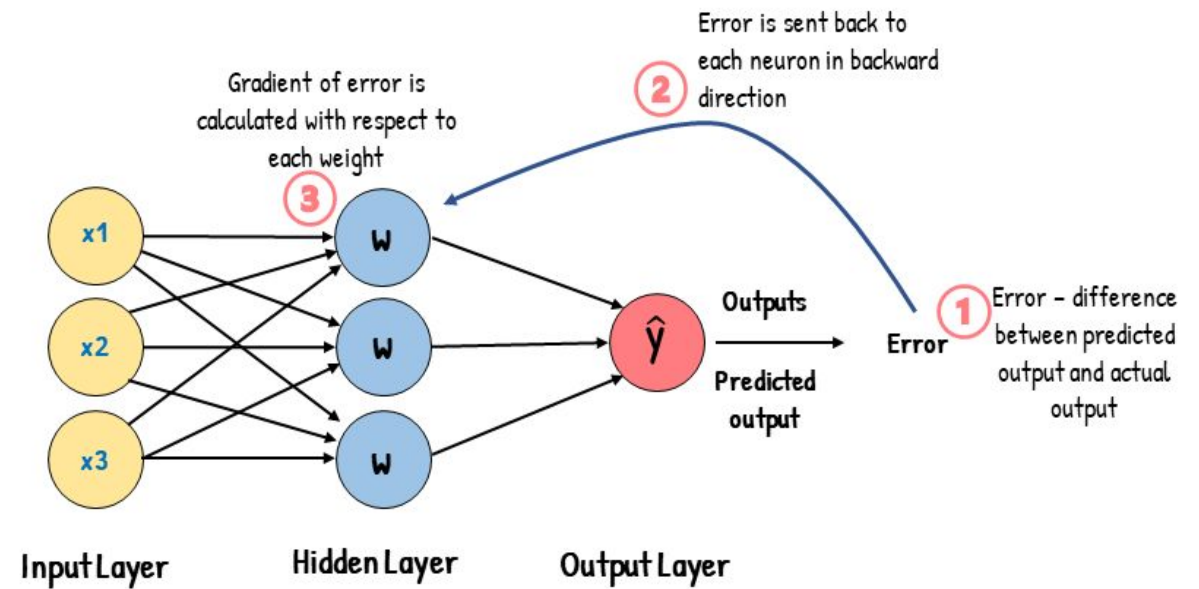 Error is sent back to
each neuron in backward
direction
2
Gradient of error is
calculated with respect to
each weight
3
x1
w
x2
w
x3
w
ŷ
Outputs
Predicted
output
Error
1
Error - difference
between predicted
output and actual
output
Input Layer
Hidden Layer
Output Layer